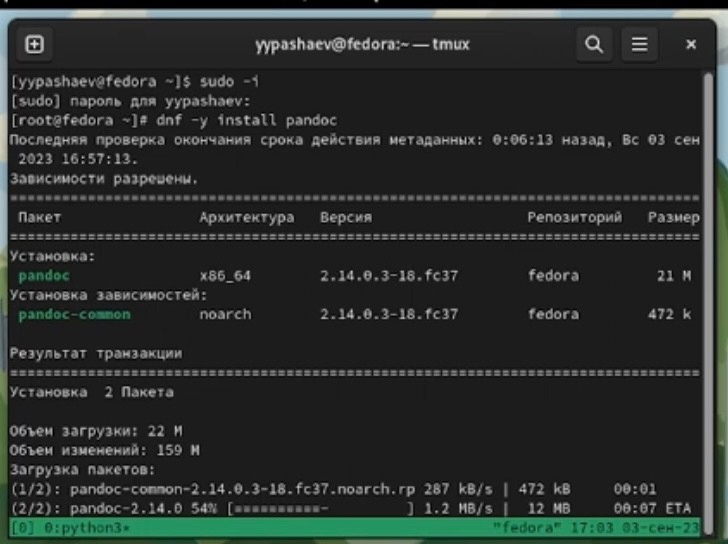 yypashaev@fedora:~ — tmux
[yypashaev@fedora ~]$ sudo -i
[sudo] пароль для yypashaev:
[root@fedora ~]# dnf -y install pandoc
Последняя проверка окончания срока действия метаданных: 0:06:13 назад, Вс 03 сен
2023 16:57:13.
Зависимости разрешены.
================================================================================
Пакет Архитектура Версия Репозиторий Размер
================================================================================
Установка:
pandoc x86_64 2.14.0.3-18.fc37 fedora 21 M
Установка зависимостей:
pandoc-common noarch 2.14.0.3-18.fc37 fedora 472 k
Результат транзакции
================================================================================
Установка 2 Пакета
Объем загрузки: 22 M
Объем изменений: 159 M
Загрузка пакетов:
(1/2): pandoc-common-2.14.0.3-18.fc37.noarch.rp 287 kB/s | 472 kB 00:01
(2/2): pandoc-2.14.0 54% [==========- ] 1.2 MB/s | 12 MB 00:07 ETA
[0] 0:python3* "fedora" 17:03 03-сен-23